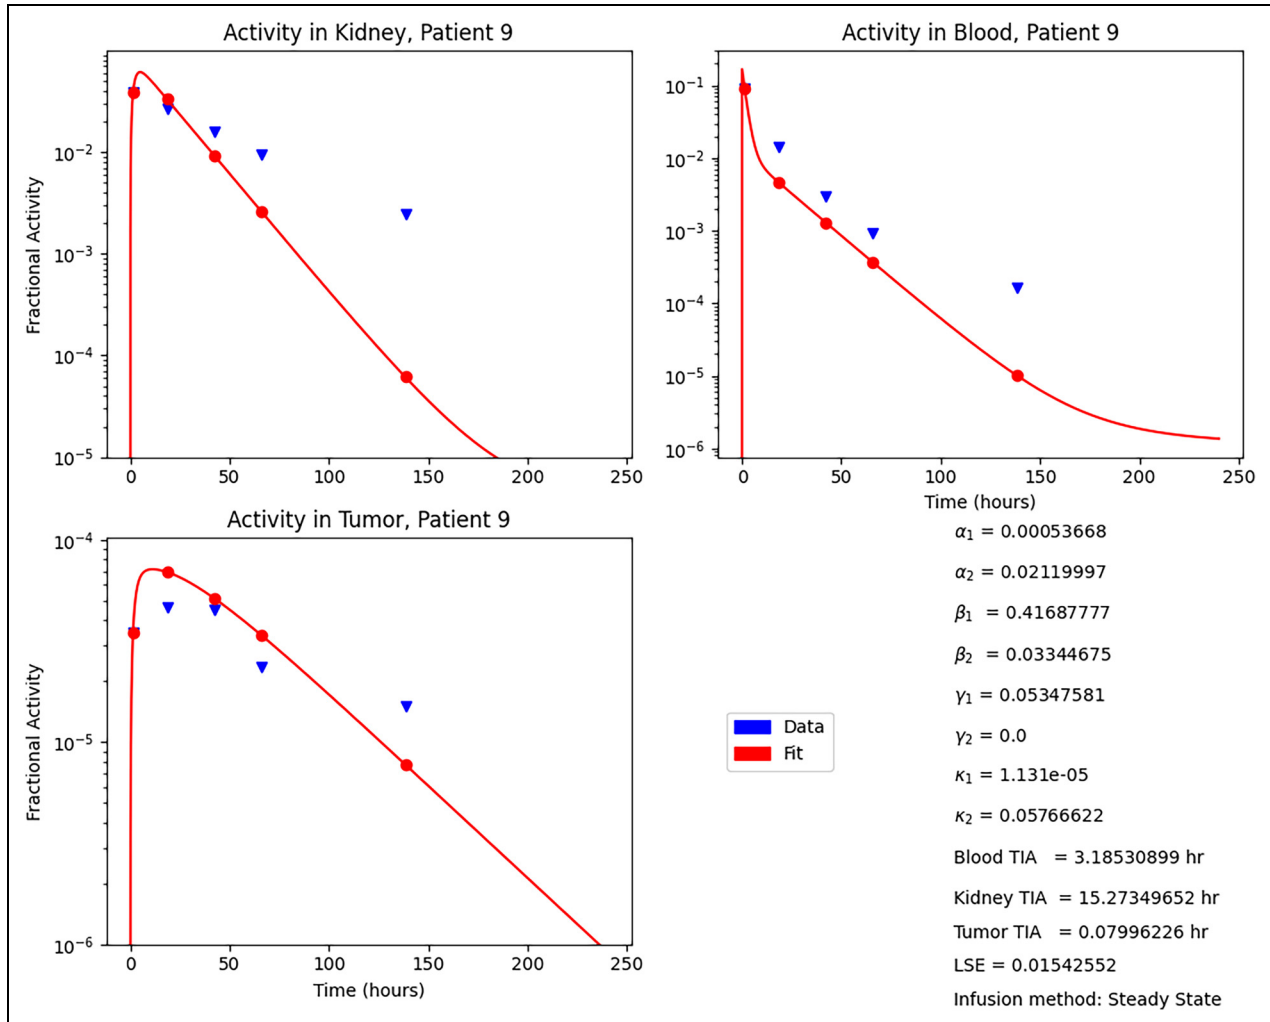 Activity in Kidney, Patient 9
Fractional Activity
10⁻²
10⁻³
10⁻⁴
10⁻⁵
0 50 100 150 200 250
Activity in Blood, Patient 9
10⁻¹
10⁻²
10⁻³
10⁻⁴
10⁻⁵
10⁻⁶
0 50 100 150 200 250
Time (hours)
Activity in Tumor, Patient 9
Fractional Activity
10⁻⁴
10⁻⁵
10⁻⁶
0 50 100 150 200 250
Time (hours)
Data
Fit
α₁ = 0.00053668
α₂ = 0.02119997
β₁ = 0.41687777
β₂ = 0.03344675
γ₁ = 0.05347581
γ₂ = 0.0
κ₁ = 1.131e-05
κ₂ = 0.05766622
Blood TIA = 3.18530899 hr
Kidney TIA = 15.27349652 hr
Tumor TIA = 0.07996226 hr
LSE = 0.01542552
Infusion method: Steady State